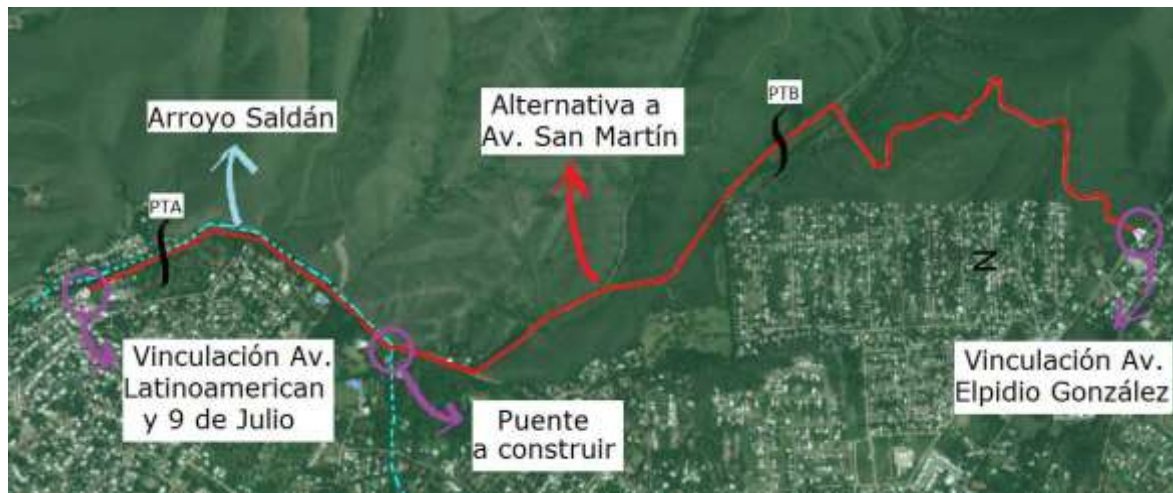 Arroyo Saldán
Alternativa a
Av. San Martín
PTB
PTA
N
Vinculación Av.
Latinoamerican
y 9 de Julio
Puente
a construir
Vinculación Av.
Elpidio González